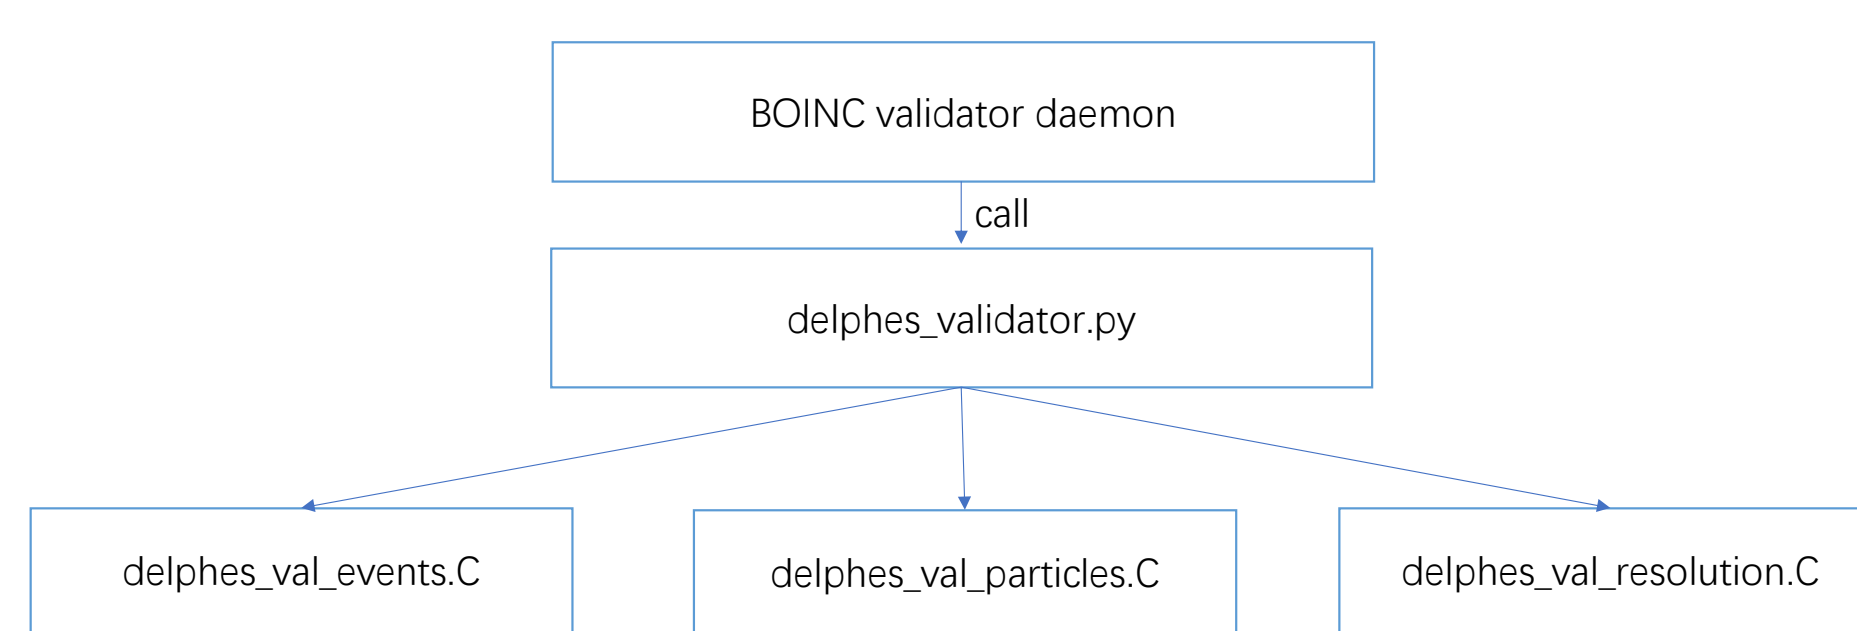 BOINC validator daemon
call
delphes_validator.py
delphes_val_events.C
delphes_val_particles.C
delphes_val_resolution.C